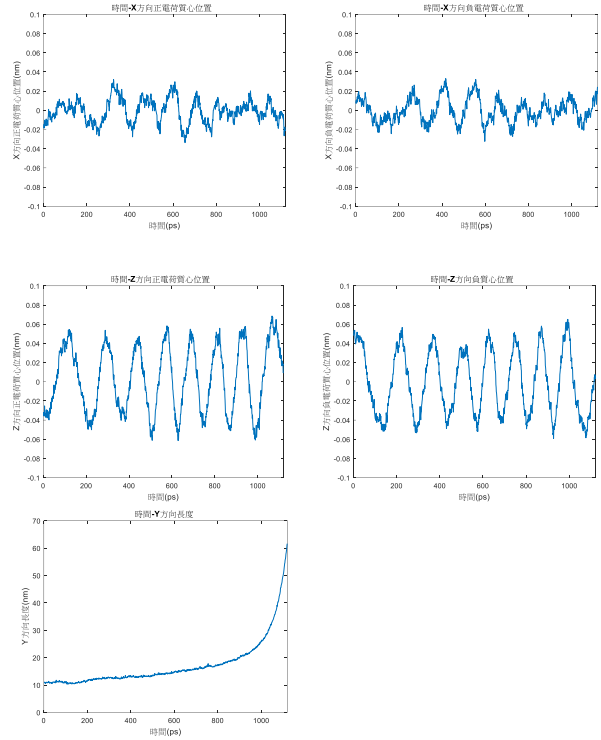 時間-X方向正電荷質心位置
0.1
0.08
0.06
0.04
0.02
0
-0.02
-0.04
-0.06
-0.08
-0.1
X方向正電荷質心位置(nm)
0 200 400 600 800 1000
時間(ps)
時間-X方向負電荷質心位置
0.1
0.08
0.06
0.04
0.02
0
-0.02
-0.04
-0.06
-0.08
-0.1
X方向負電荷質心位置(nm)
0 200 400 600 800 1000
時間(ps)
時間-Z方向正電荷質心位置
0.1
0.08
0.06
0.04
0.02
0
-0.02
-0.04
-0.06
-0.08
-0.1
Z方向正電荷質心位置(nm)
0 200 400 600 800 1000
時間(ps)
時間-Z方向負質心位置
0.1
0.08
0.06
0.04
0.02
0
-0.02
-0.04
-0.06
-0.08
-0.1
Z方向負電荷質心位置(nm)
0 200 400 600 800 1000
時間(ps)
時間-Y方向長度
70
60
50
40
30
20
10
0
Y方向長度(nm)
0 200 400 600 800 1000
時間(ps)